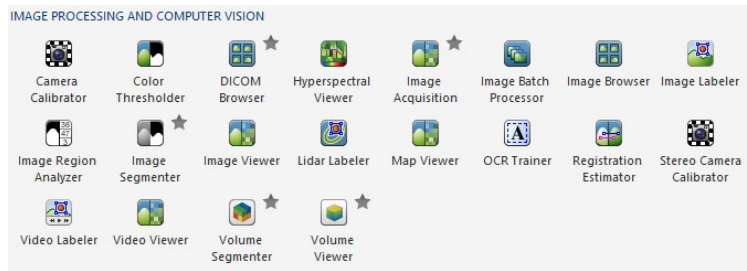 IMAGE PROCESSING AND COMPUTER VISION
Camera Calibrator
Color Thresholder
DICOM Browser
Hyperspectral Viewer
Image Acquisition
Image Batch Processor
Image Browser
Image Labeler
Image Region Analyzer
Image Segmenter
Image Viewer
Lidar Labeler
Map Viewer
A
OCR Trainer
Registration Estimator
Stereo Camera Calibrator
Video Labeler
Video Viewer
Volume Segmenter
Volume Viewer